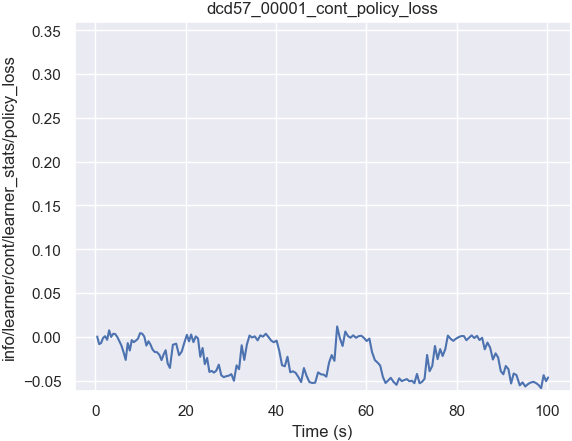 dcd57_00001_cont_policy_loss
info/learner/cont/learner_stats/policy_loss
0.35
0.30
0.25
0.20
0.15
0.10
0.05
0.00
−0.05
0 20 40 60 80 100
Time (s)